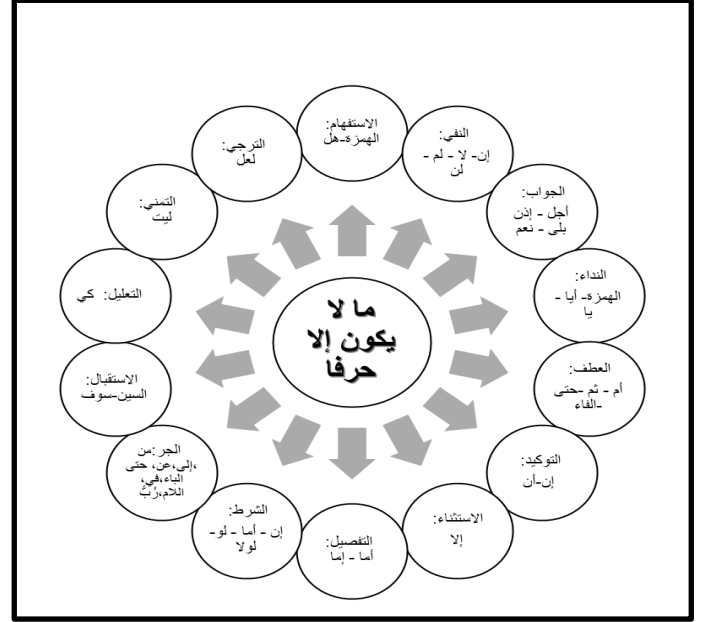 ما لا
يكون إلا
حرفا
الاستفهام:
الهمزة-هل
النفي:
إن- لا - لم -
لن
الجواب:
أجل - إذن
بلى - نعم
النداء:
الهمزة- أيا -
يا
العطف:
أم - ثم -حتى
-الفاء
التوكيد:
إن-أن
الاستثناء:
إلا
التفصيل:
أما - إما
الشرط:
إن - أما - لو-
لولا
الجر:من
،إلى،عن، حتى
الباء،في،
اللام،رُبَّ
الاستقبال:
السين-سوف
التعليل: كي
التمني:
ليت
الترجي:
لعل